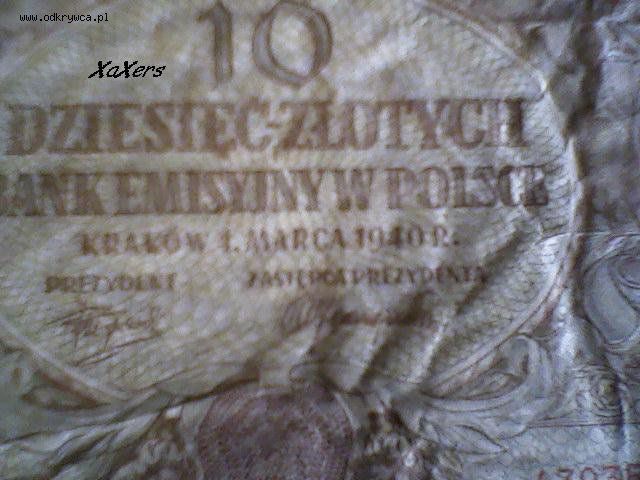 www.odkrywca.pl
10
XaXers
DZIESIĘĆ-ZŁOTYCH
BANK EMISYJNY W POLSCE
KRAKÓW 1. MARCA 1940 R.
PREZYDENT ZASTĘPCA PREZYDENTA